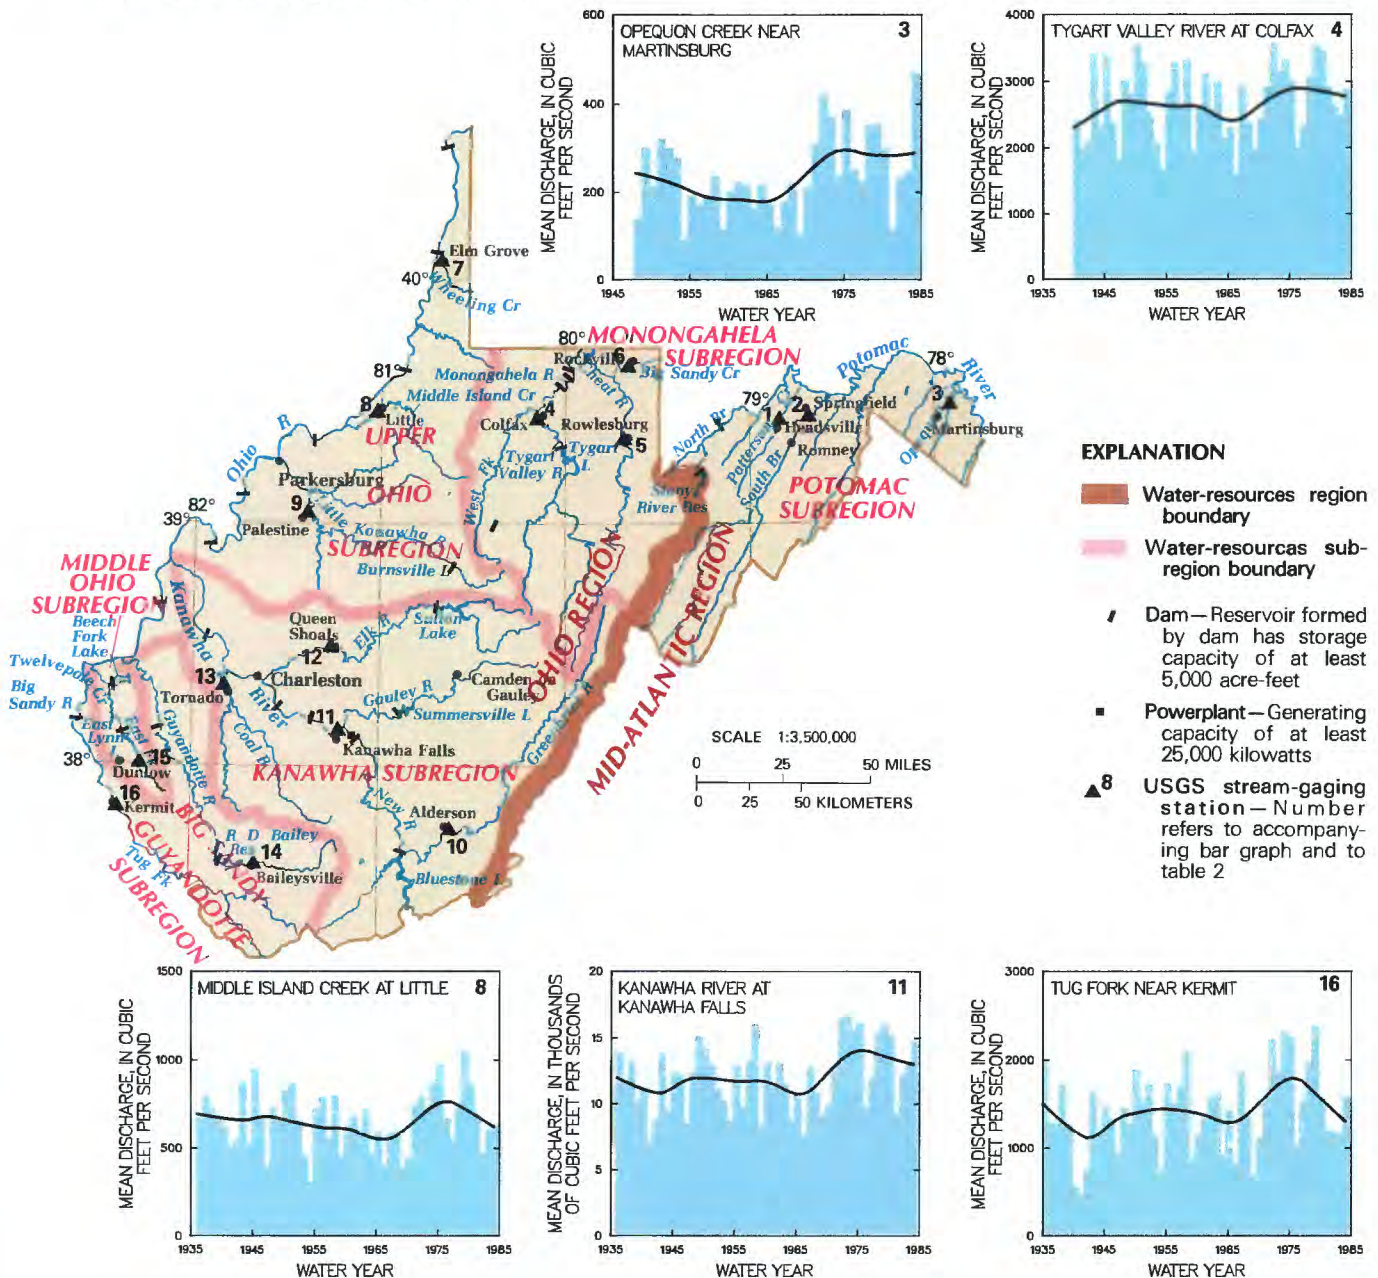 600
400
200
0
MEAN DISCHARGE, IN CUBIC
FEET PER SECOND
OPEQUON CREEK NEAR
MARTINSBURG
3
1945
1955
1965
1975
1985
WATER YEAR
4000
3000
2000
1000
0
MEAN DISCHARGE, IN CUBIC
FEET PER SECOND
TYGART VALLEY RIVER AT COLFAX 4
1935
1945
1955
1965
1975
1985
WATER YEAR
Elm Grove
7
40°
Wheeling Cr
80°
MONONGAHELA
SUBREGION
Rockville
6
Big Sandy Cr
Cheat R
81°
Monongahela R
Middle Island Cr
8
Little
4
Colfax
Rowlesburg
5
UPPER
OHIO
SUBREGION
Ohio
R
Tygart
Valley R
Tygart
L
West
Fk
Parkersburg
9
Palestine
Little
Kanawha R
Burnsville L
82°
39°
North Br
79°
1
2
Springfield
Headsville
Romney
Patterson
South Br
Stony
River Res
POTOMAC
SUBREGION
Potomac
River
78°
3
Martinsburg
MIDDLE
OHIO
SUBREGION
Beech
Fork
Lake
Twelvepole Cr
Big
Sandy R
East
Lynn
38°
Dunlow
15
16
Kermit
Kanawha
River
Queen
Shoals
12
Elk R
Sutton
Lake
13
Tornado
Charleston
Coal R
Guyandotte R
11
Kanawha Falls
Gauley R
Camden on
Gauley
Summersville L
KANAWHA SUBREGION
New
R
Alderson
10
Greenbrier R
Bluestone L
R D Bailey
Res
14
Baileysville
BIG
SANDY
GUYANDOTTE
SUBREGION
Tug Fk
OHIO REGION
MID-ATLANTIC REGION
SCALE 1:3,500,000
0 25 50 MILES
0 25 50 KILOMETERS
EXPLANATION
Water-resources region
boundary
Water-resourcas sub-
region boundary
Dam—Reservoir formed
by dam has storage
capacity of at least
5,000 acre-feet
Powerplant—Generating
capacity of at least
25,000 kilowatts
8
USGS stream-gaging
station—Number
refers to accompany-
ing bar graph and to
table 2
1500
1000
500
0
MEAN DISCHARGE, IN CUBIC
FEET PER SECOND
MIDDLE ISLAND CREEK AT LITTLE 8
1935
1945
1955
1965
1975
1985
WATER YEAR
20
15
10
5
0
MEAN DISCHARGE, IN THOUSANDS
OF CUBIC FEET PER SECOND
KANAWHA RIVER AT
KANAWHA FALLS
11
1935
1945
1955
1965
1975
1985
WATER YEAR
3000
2000
1000
0
MEAN DISCHARGE, IN CUBIC
FEET PER SECOND
TUG FORK NEAR KERMIT 16
1935
1945
1955
1965
1975
1985
WATER YEAR